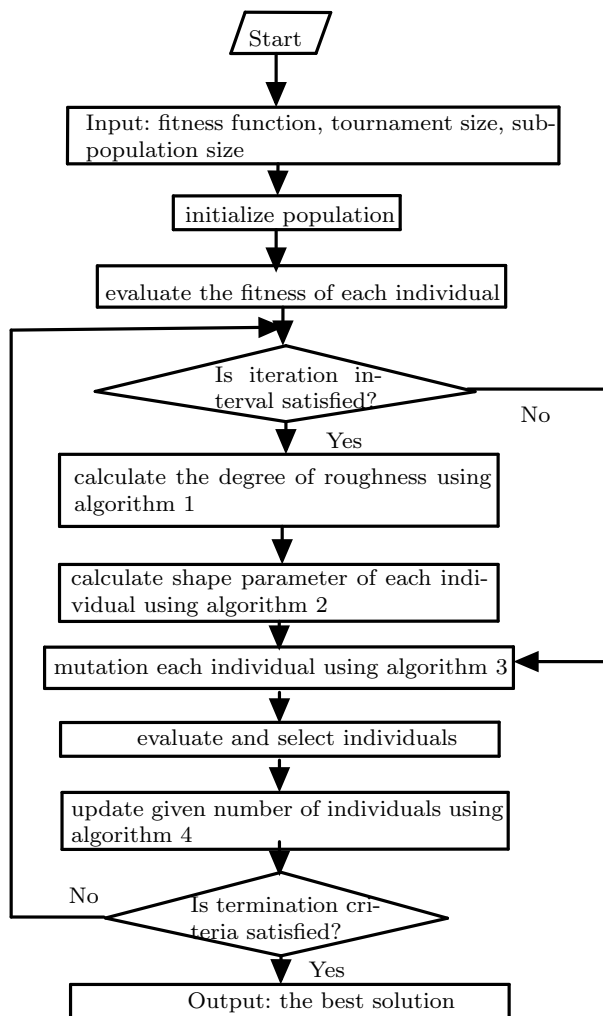 Start
Input: fitness function, tournament size, sub-
population size
initialize population
evaluate the fitness of each individual
Is iteration in-
terval satisfied?
No
Yes
calculate the degree of roughness using
algorithm 1
calculate shape parameter of each indi-
vidual using algorithm 2
mutation each individual using algorithm 3
evaluate and select individuals
update given number of individuals using
algorithm 4
No
Is termination cri-
teria satisfied?
Yes
Output: the best solution